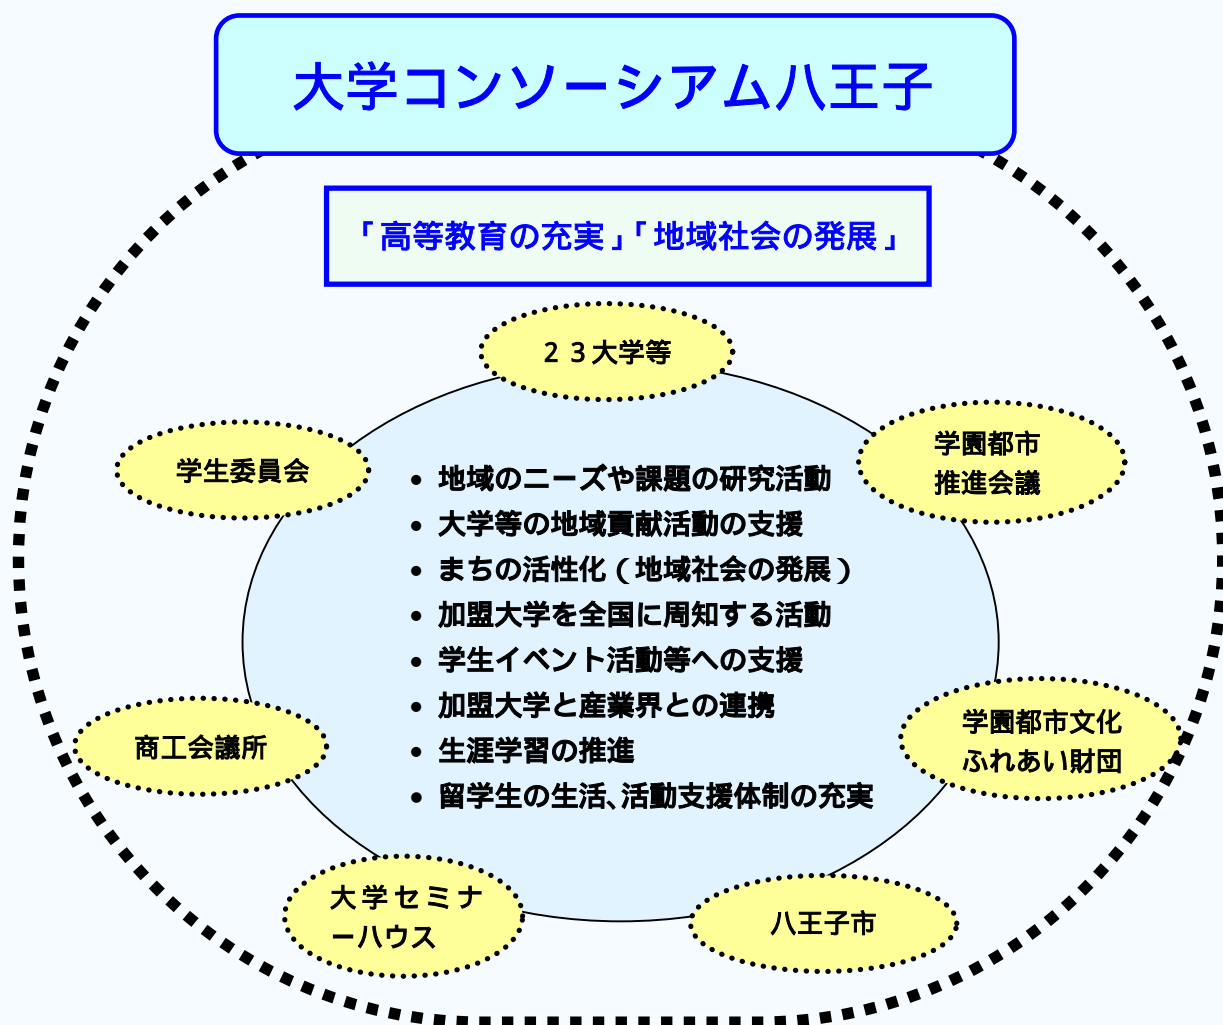 大学コンソーシアム八王子
「高等教育の充実」「地域社会の発展」
２３大学等
学生委員会
学園都市
推進会議
• 地域のニーズや課題の研究活動
• 大学等の地域貢献活動の支援
• まちの活性化（地域社会の発展）
• 加盟大学を全国に周知する活動
• 学生イベント活動等への支援
• 加盟大学と産業界との連携
• 生涯学習の推進
• 留学生の生活、活動支援体制の充実
商工会議所
学園都市文化
ふれあい財団
大学セミナ
ーハウス
八王子市